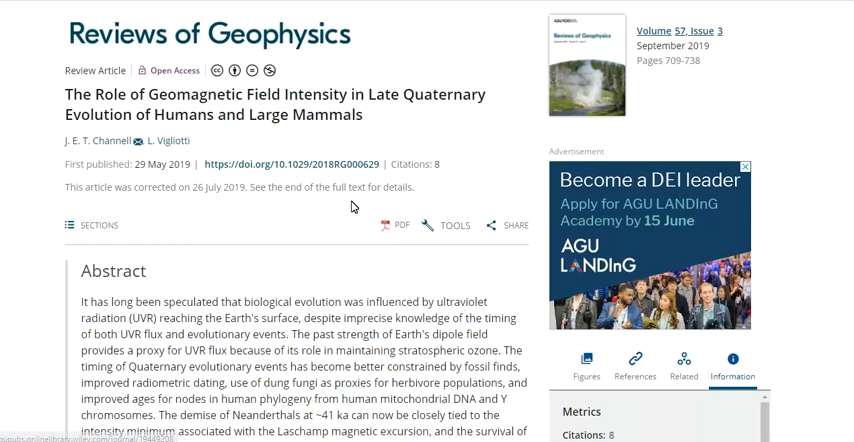 Reviews of Geophysics
Review Article | Open Access
The Role of Geomagnetic Field Intensity in Late Quaternary
Evolution of Humans and Large Mammals
J. E. T. Channell, L. Vigliotti
First published: 29 May 2019 | https://doi.org/10.1029/2018RG000629 | Citations: 8
This article was corrected on 26 July 2019. See the end of the full text for details.
SECTIONS PDF TOOLS SHARE
Abstract
It has long been speculated that biological evolution was influenced by ultraviolet
radiation (UVR) reaching the Earth's surface, despite imprecise knowledge of the timing
of both UVR flux and evolutionary events. The past strength of Earth's dipole field
provides a proxy for UVR flux because of its role in maintaining stratospheric ozone. The
timing of Quaternary evolutionary events has become better constrained by fossil finds,
improved radiometric dating, use of dung fungi as proxies for herbivore populations, and
improved ages for nodes in human phylogeny from human mitochondrial DNA and Y
chromosomes. The demise of Neanderthals at ~41 ka can now be closely tied to the
intensity minimum associated with the Laschamp magnetic excursion, and the survival of
Reviews of Geophysics
Volume 57, Issue 3
September 2019
Pages 709-738
Advertisement
Become a DEI leader
Apply for AGU LANDInG
Academy by 15 June
AGU
LANDInG
Figures References Related Information
Metrics
Citations: 8
pubs.onlinelibrary.wiley.com/journal/19449208